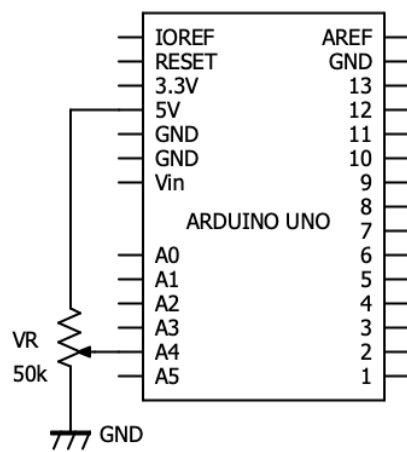 IOREF
RESET
3.3V
5V
GND
GND
Vin
A0
A1
A2
A3
A4
A5
ARDUINO UNO
AREF
GND
13
12
11
10
9
8
7
6
5
4
3
2
1
VR
50k
GND